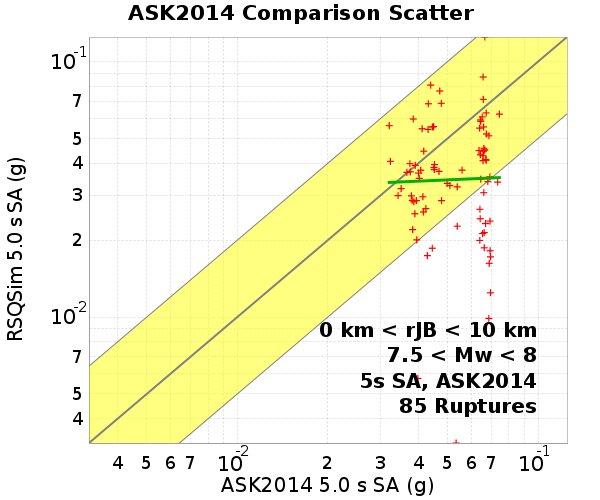 ASK2014 Comparison Scatter
RSQSim 5.0 s SA (g)
10-1
7
5
4
3
2
10-2
7
5
4
0 km < rJB < 10 km
7.5 < Mw < 8
5s SA, ASK2014
85 Ruptures
4 5 6 7 10-2 2 3 4 5 6 7 10-1
ASK2014 5.0 s SA (g)